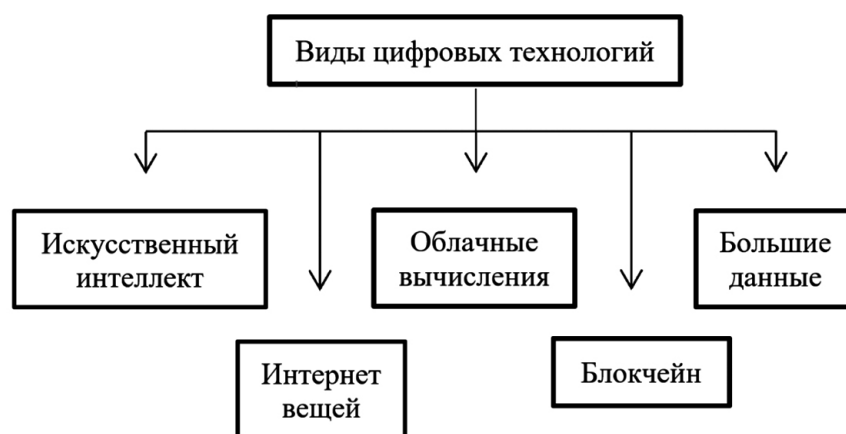 Виды цифровых технологий
Искусственный
интеллект
Облачные
вычисления
Большие
данные
Интернет
вещей
Блокчейн